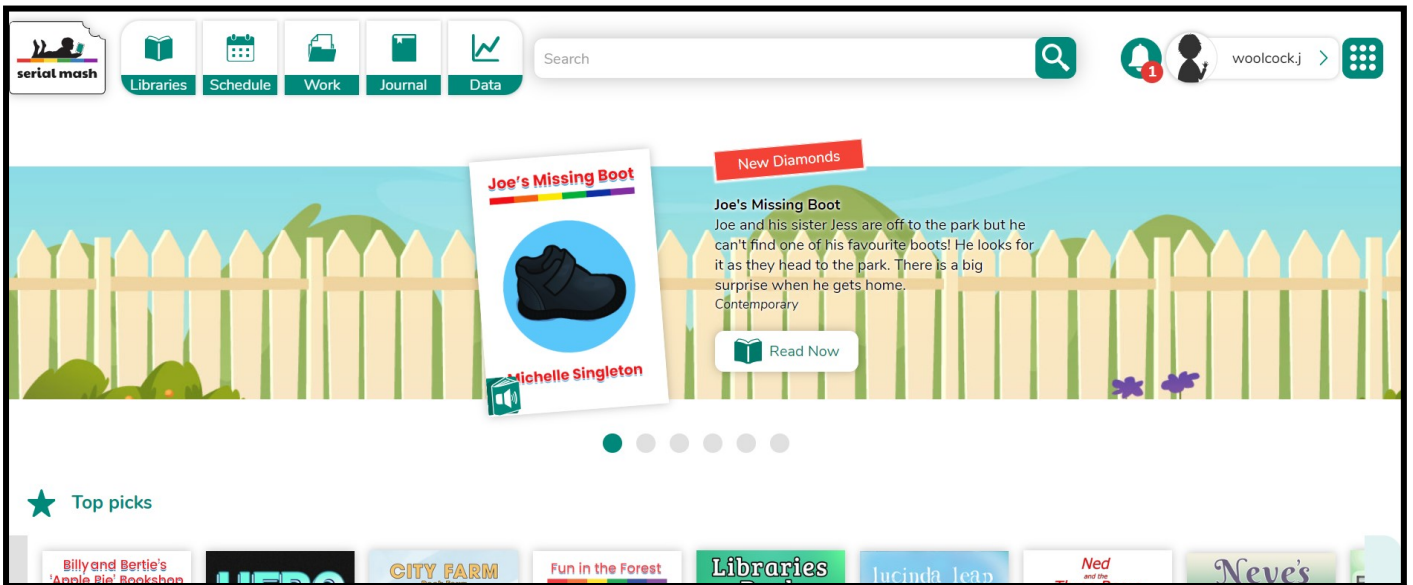 serial mash
Libraries
Schedule
Work
Journal
Data
Search
1
woolcock.j
Joe's Missing Boot
Michelle Singleton
New Diamonds
Joe's Missing Boot
Joe and his sister Jess are off to the park but he
can't find one of his favourite boots! He looks for
it as they head to the park. There is a big
surprise when he gets home.
Contemporary
Read Now
Top picks
Billy and Bertie's
'Apple Pie' Bookshop
HERO
CITY FARM
Fun in the Forest
Libraries
lucinda leap
Ned
and the
Neve's